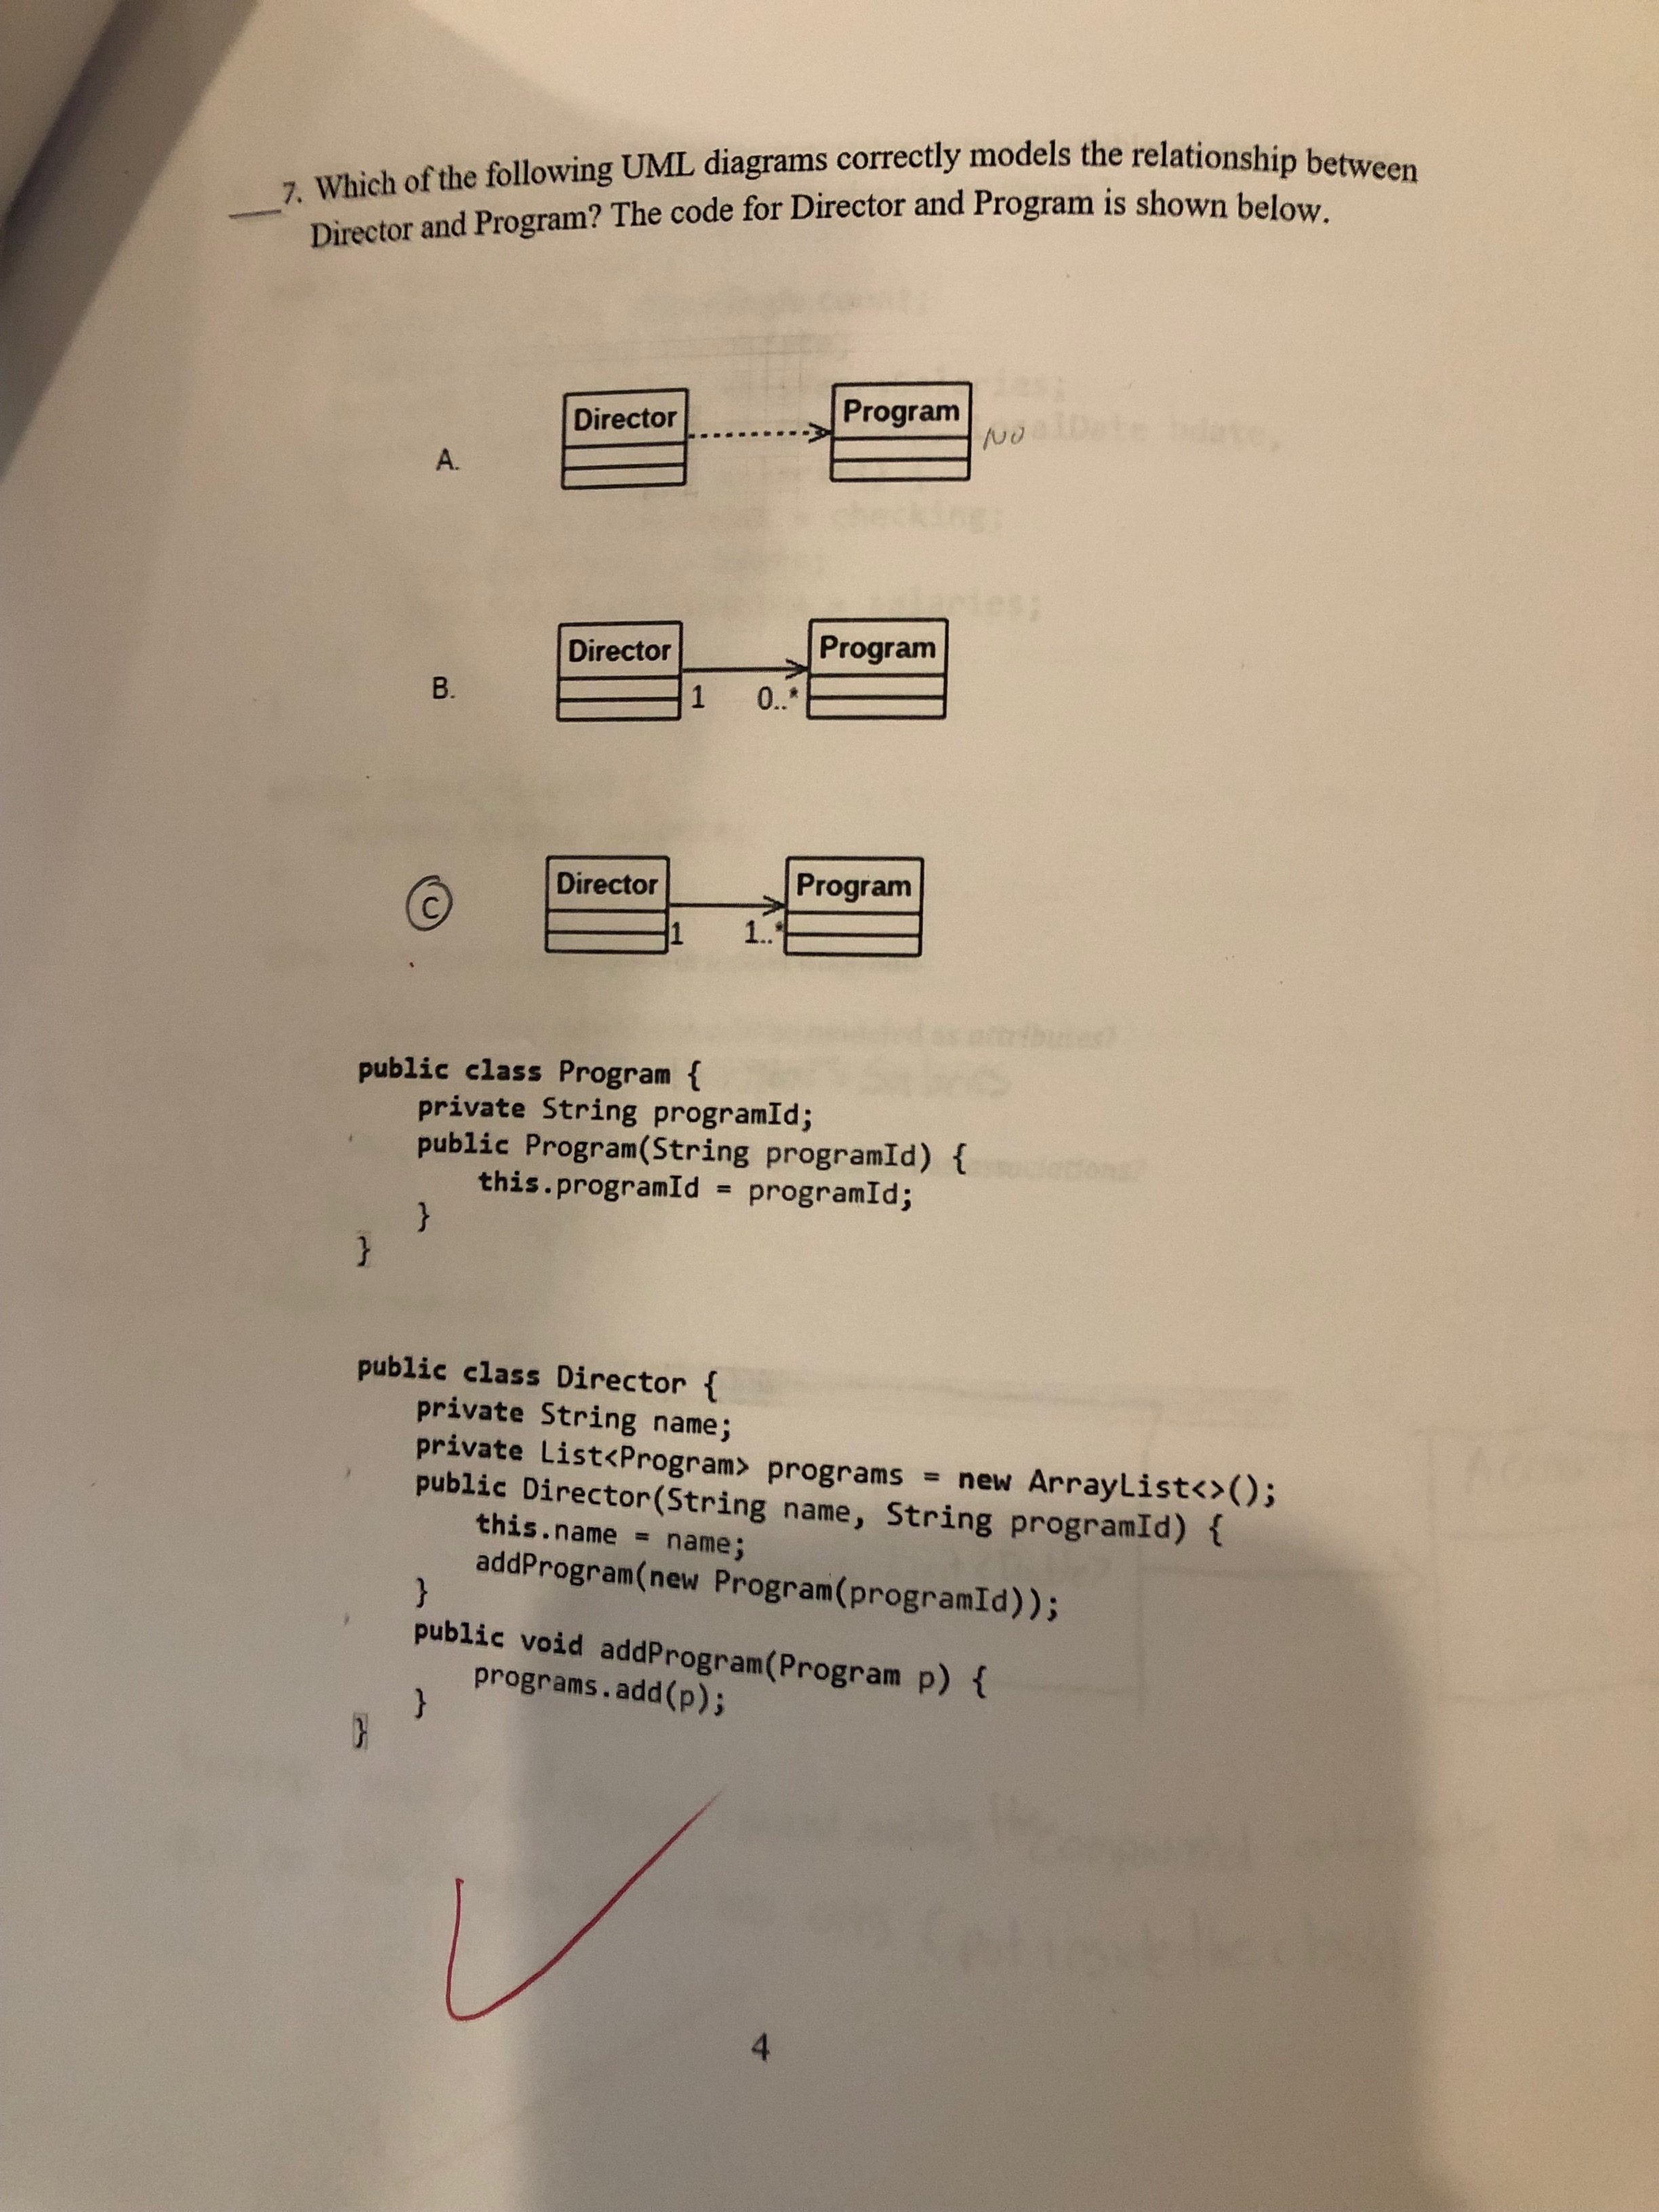 7. Which of the following UML diagrams correctly models the relationship between
Director and Program? The code for Director and Program is shown below.
A.
Director
Program
NO
B.
Director
Program
1 0..*
C
Director
Program
1 1..*
public class Program {
private String programId;
public Program(String programId) {
this.programId = programId;
}
}
public class Director {
private String name;
private List<Program> programs = new ArrayList<>();
public Director(String name, String programId) {
this.name = name;
addProgram(new Program(programId));
}
public void addProgram(Program p) {
programs.add(p);
}
}
4